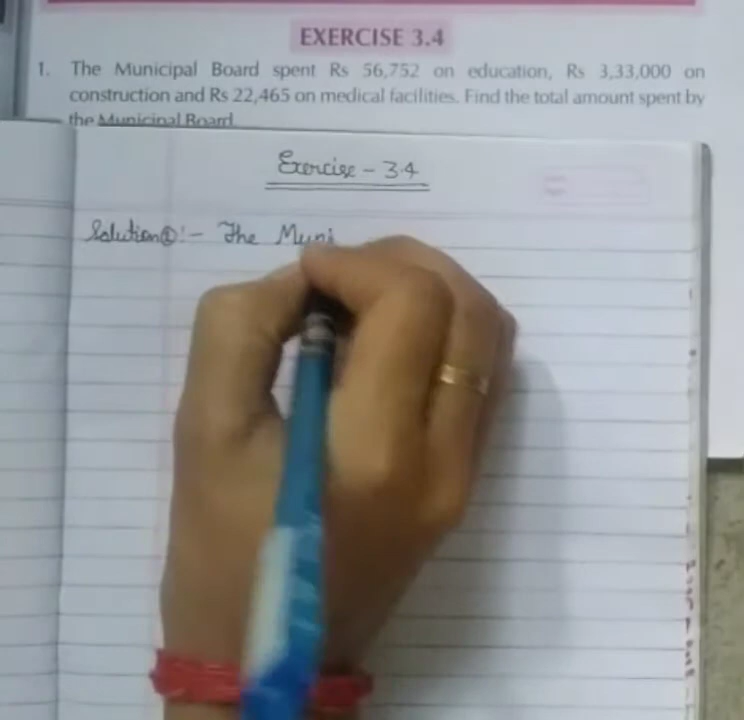 EXERCISE 3.4
1. The Municipal Board spent Rs 56,752 on education, Rs 3,33,000 on
construction and Rs 22,465 on medical facilities. Find the total amount spent by
the Municipal Board
Exercise - 3.4
Solution①:- The Muni